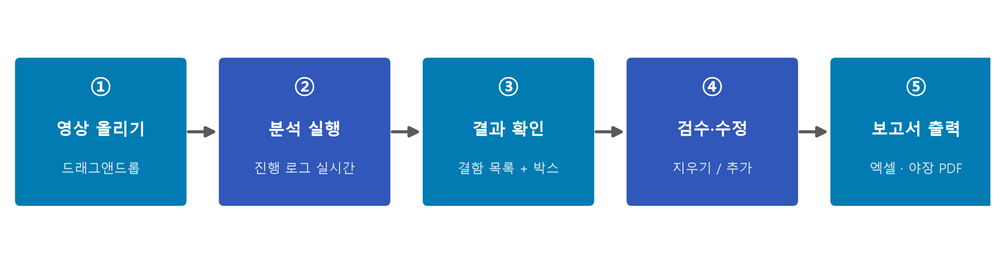 ①
영상 올리기
드래그앤드롭
②
분석 실행
진행 로그 실시간
③
결과 확인
결함 목록 + 박스
④
검수·수정
지우기 / 추가
⑤
보고서 출력
엑셀 · 야장 PDF